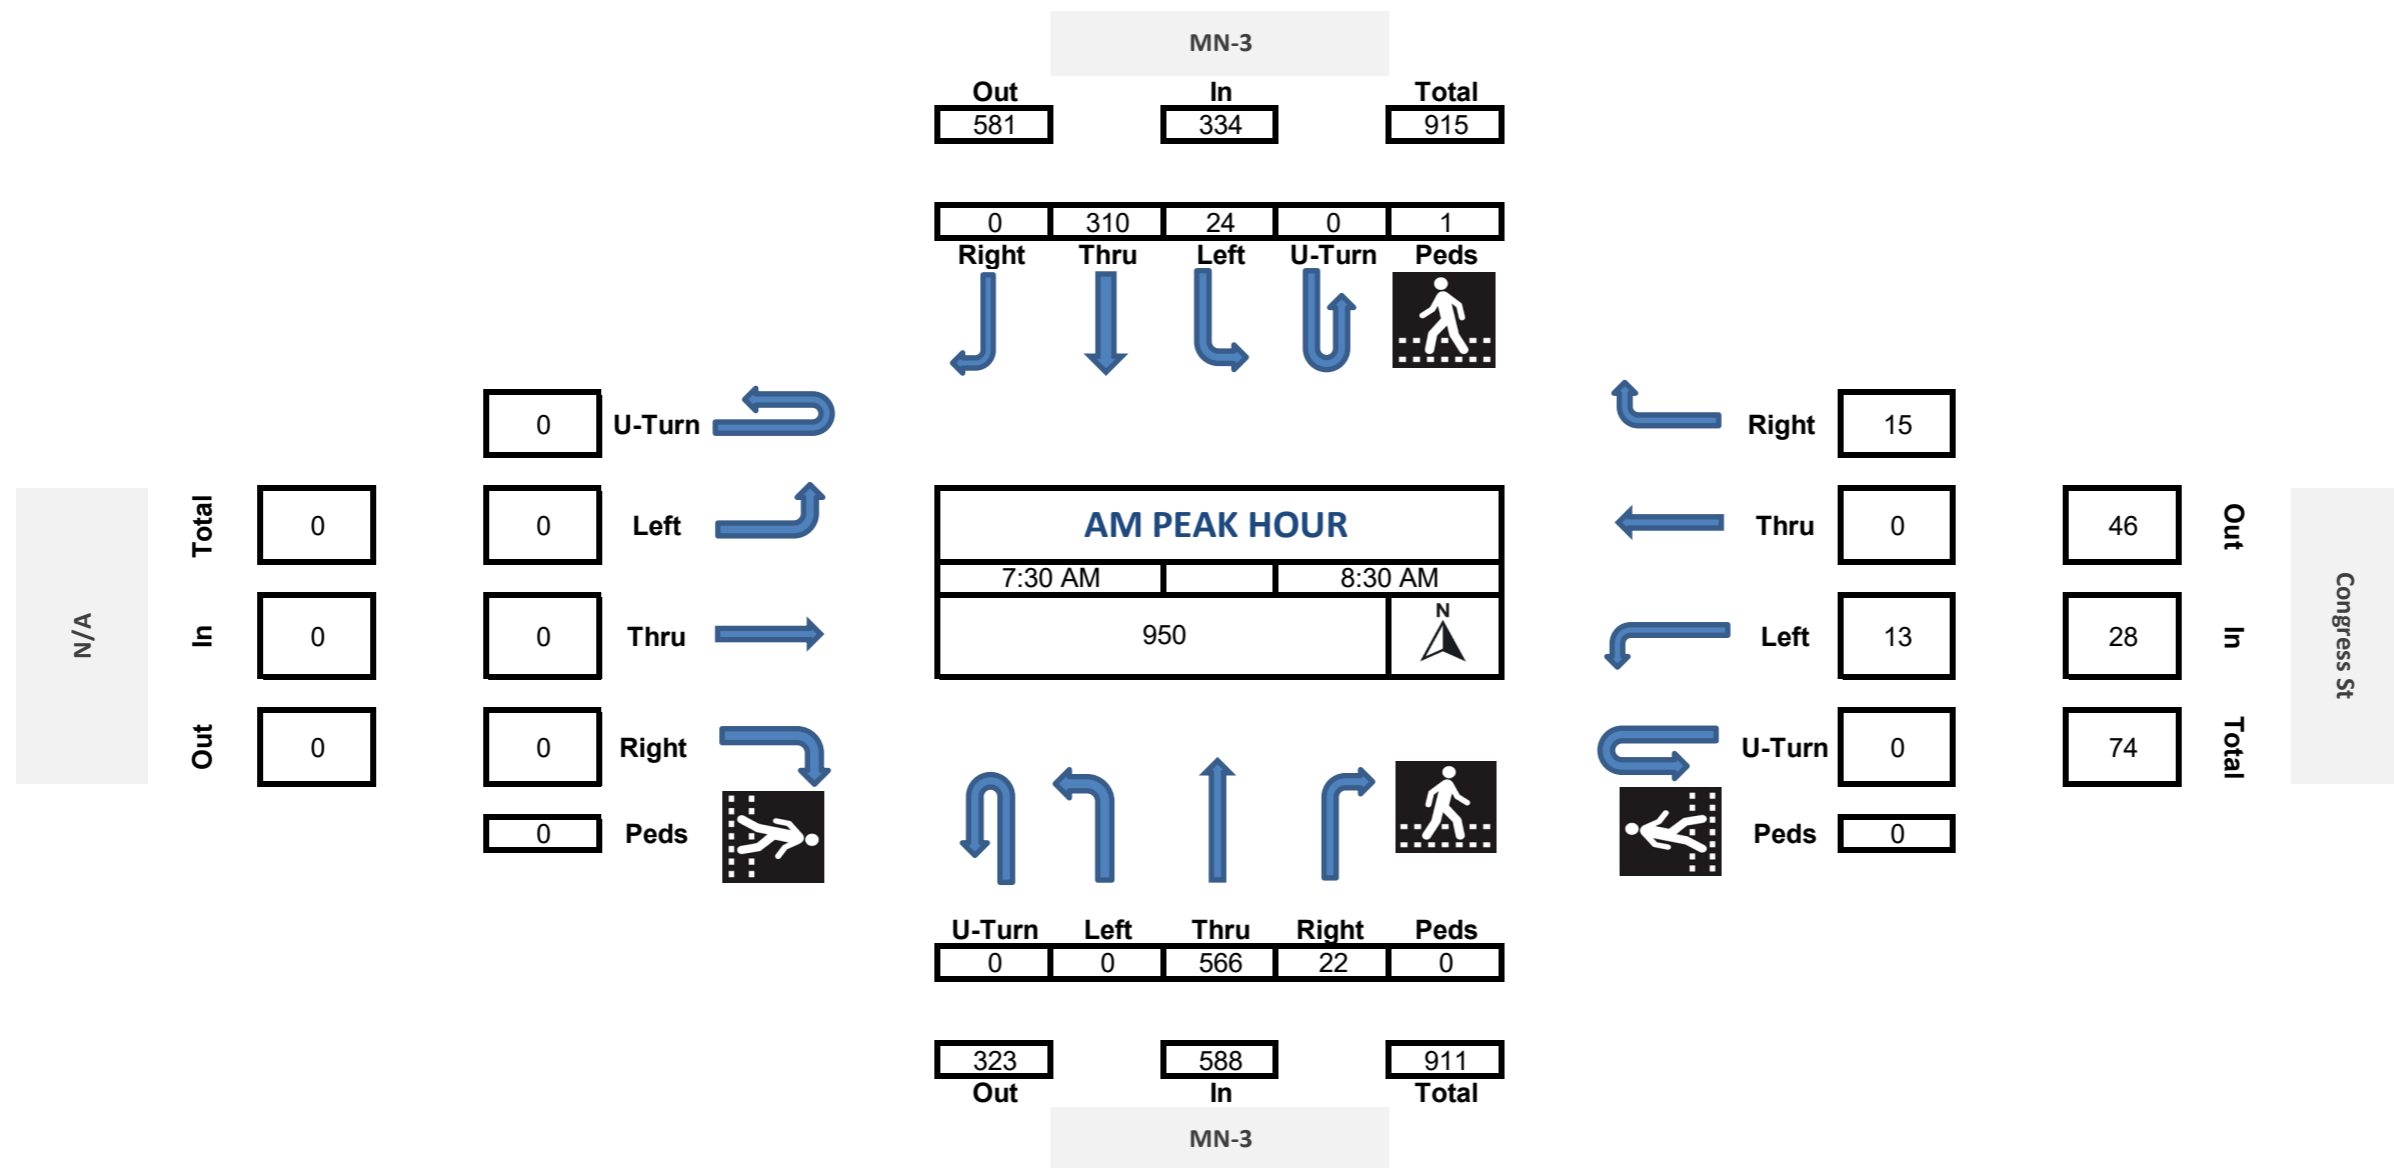 MN-3
Out In Total
581 334 915
0 310 24 0 1
Right Thru Left U-Turn Peds
0 U-Turn
Right 15
Total 0 0 Left
AM PEAK HOUR
Thru 0 46 Out
7:30 AM 8:30 AM
N/A
In 0 0 Thru
950
N
Left 13 28 In
Congress St
Out 0 0 Right
U-Turn 0 74 Total
0 Peds
Peds 0
U-Turn Left Thru Right Peds
0 0 566 22 0
323 588 911
Out In Total
MN-3